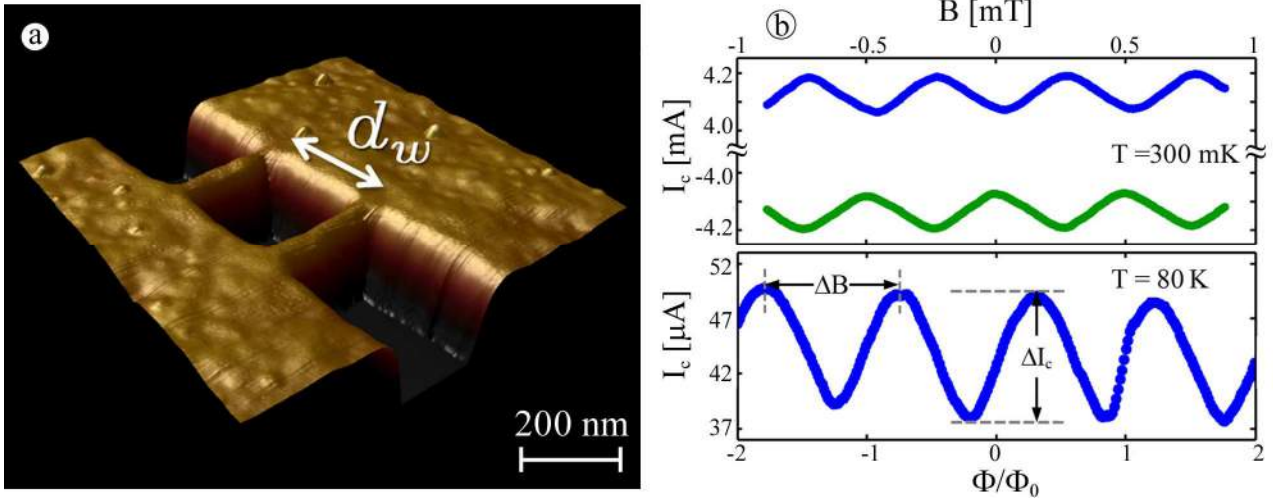 a
d_w
200 nm
b
B [mT]
-1 -0.5 0 0.5 1
4.2
4.0
-4.0
-4.2
I_c [mA]
T =300 mK
52
47
42
37
I_c [µA]
T = 80 K
ΔB
ΔI_c
-2 -1 0 1 2
Φ/Φ₀